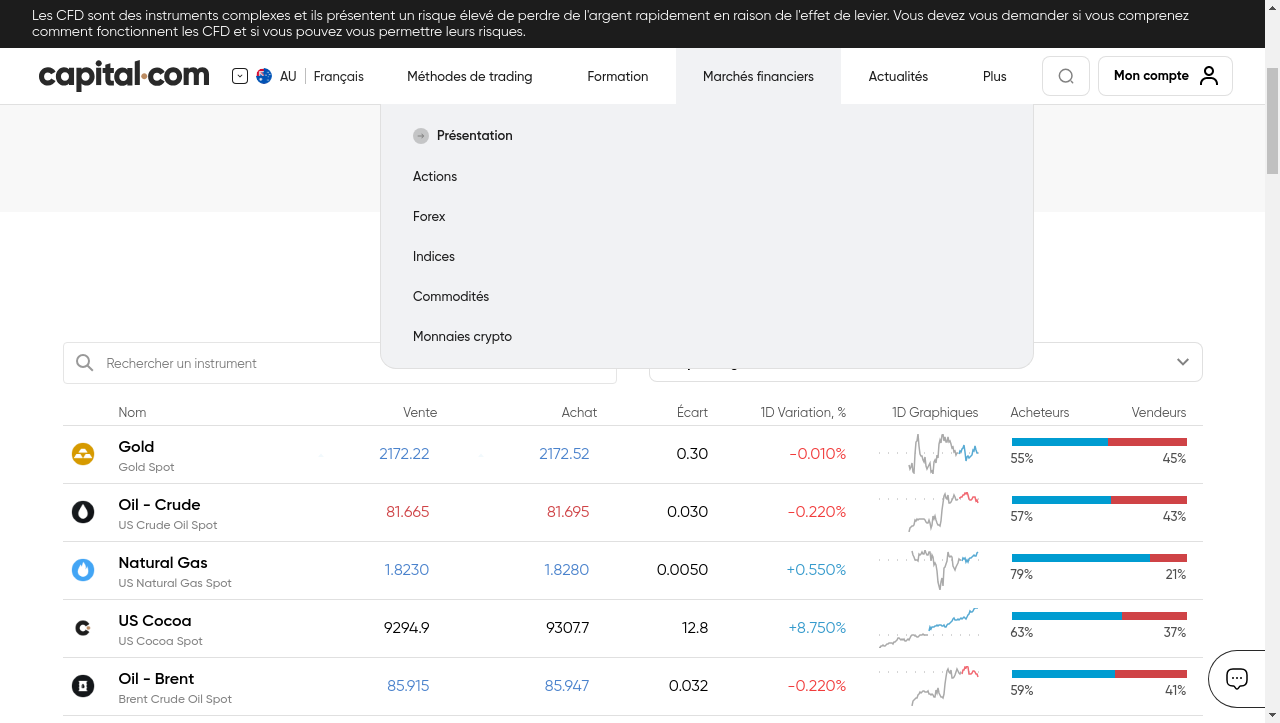 Les CFD sont des instruments complexes et ils présentent un risque élevé de perdre de l'argent rapidement en raison de l'effet de levier. Vous devez vous demander si vous comprenez
comment fonctionnent les CFD et si vous pouvez vous permettre leurs risques.
capital.com AU Français Méthodes de trading Formation Marchés financiers Actualités Plus Mon compte
Présentation
Actions
Forex
Indices
Commodités
Monnaies crypto
Rechercher un instrument
Nom Vente Achat Écart 1D Variation, % 1D Graphiques Acheteurs Vendeurs
Gold 2172.22 2172.52 0.30 -0.010%
Gold Spot 55% 45%
Oil - Crude 81.665 81.695 0.030 -0.220%
US Crude Oil Spot 57% 43%
Natural Gas 1.8230 1.8280 0.0050 +0.550%
US Natural Gas Spot 79% 21%
US Cocoa 9294.9 9307.7 12.8 +8.750%
US Cocoa Spot 63% 37%
Oil - Brent 85.915 85.947 0.032 -0.220%
Brent Crude Oil Spot 59% 41%